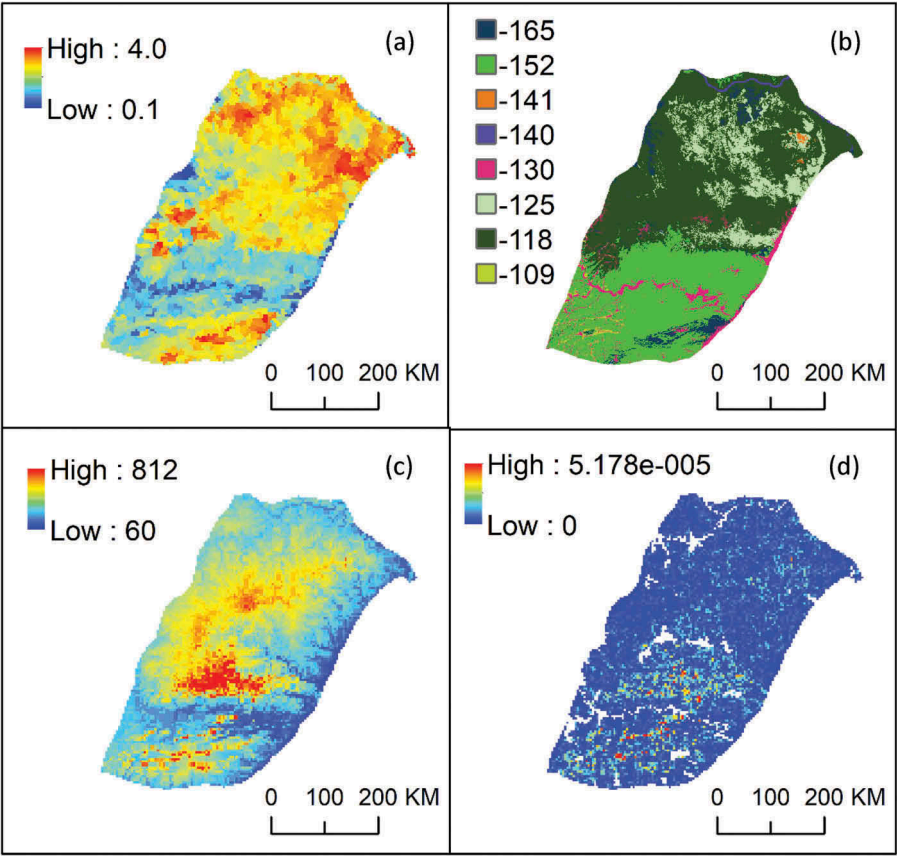 (a)
High : 4.0
Low : 0.1
0 100 200 KM
(b)
-165
-152
-141
-140
-130
-125
-118
-109
0 100 200 KM
(c)
High : 812
Low : 60
0 100 200 KM
(d)
High : 5.178e-005
Low : 0
0 100 200 KM